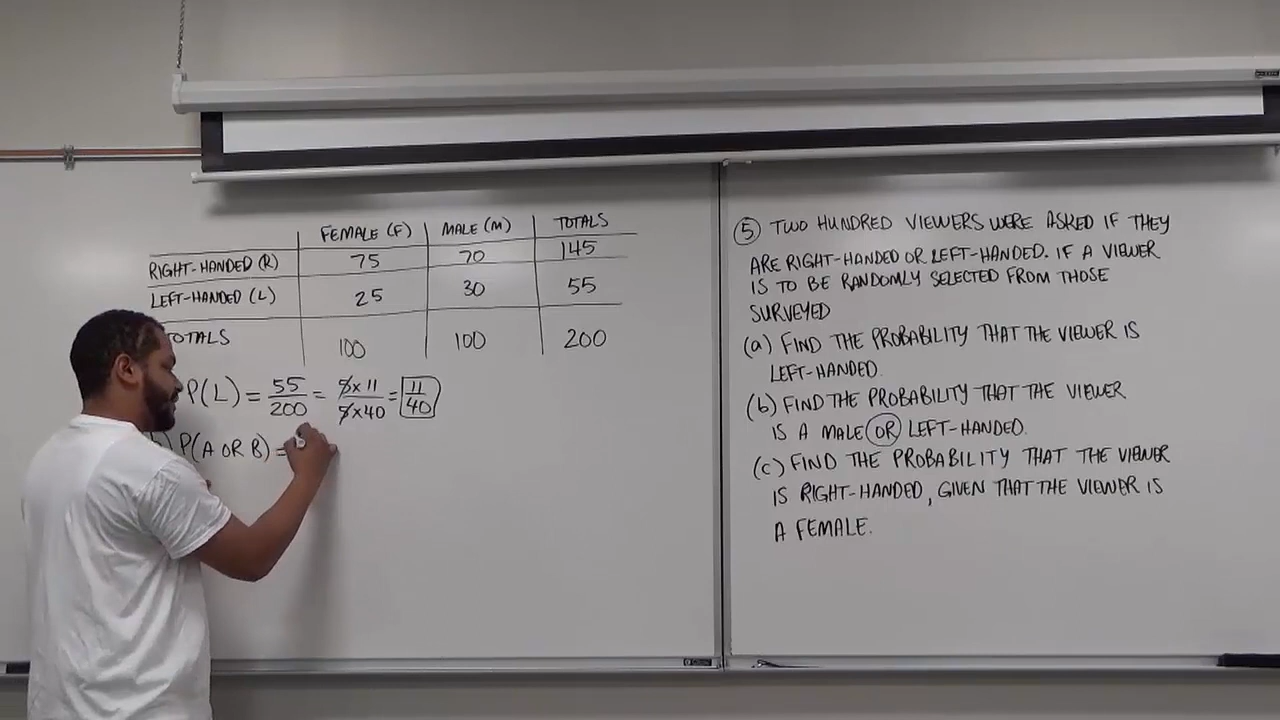 FEMALE (F) MALE (M) TOTALS
RIGHT-HANDED (R) 75 70 145
LEFT-HANDED (L) 25 30 55
TOTALS 100 100 200
P(L) = 55/200 = 5x11/5x40 = 11/40
P(A OR B) =
(5) TWO HUNDRED VIEWERS WERE ASKED IF THEY
ARE RIGHT-HANDED OR LEFT-HANDED. IF A VIEWER
IS TO BE RANDOMLY SELECTED FROM THOSE
SURVEYED
(a) FIND THE PROBABILITY THAT THE VIEWER IS
LEFT-HANDED.
(b) FIND THE PROBABILITY THAT THE VIEWER
IS A MALE OR LEFT-HANDED.
(c) FIND THE PROBABILITY THAT THE VIEWER
IS RIGHT-HANDED, GIVEN THAT THE VIEWER IS
A FEMALE.